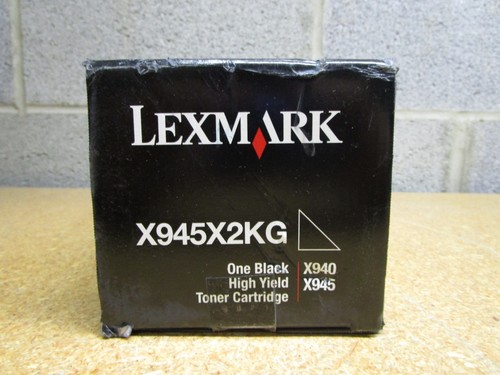 LEXMARK
X945X2KG
One Black X940
High Yield X945
Toner Cartridge